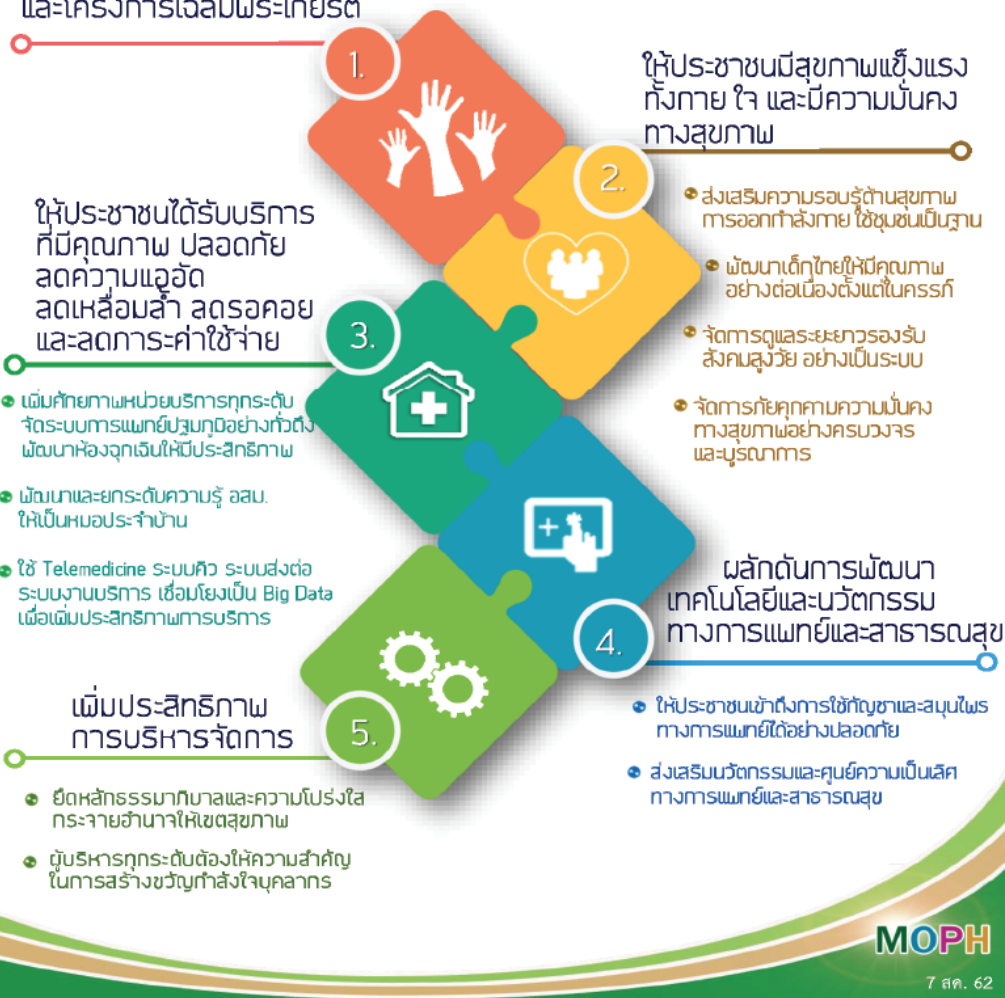 และโครงการเฉลิมพระเกียรติ
1.
ให้ประชาชนมีสุขภาพแข็งแรง
ทั้งกาย ใจ และมีความมั่นคง
ทางสุขภาพ
2.
ส่งเสริมความรอบรู้ด้านสุขภาพ
การออกกำลังกาย ใช้ชุมชนเป็นฐาน
พัฒนาเด็กไทยให้มีคุณภาพ
อย่างต่อเนื่องตั้งแต่ในครรภ์
จัดการดูแลระยะยาวรองรับ
สังคมสูงวัย อย่างเป็นระบบ
จัดการภัยคุกคามความมั่นคง
ทางสุขภาพอย่างครบวงจร
และบูรณาการ
ให้ประชาชนได้รับบริการ
ที่มีคุณภาพ ปลอดภัย
ลดความแออัด
ลดเหลื่อมล้ำ ลดรอคอย
และลดภาระค่าใช้จ่าย
3.
เพิ่มศักยภาพหน่วยบริการทุกระดับ
จัดระบบการแพทย์ปฐมภูมิอย่างทั่วถึง
พัฒนาห้องฉุกเฉินให้มีประสิทธิภาพ
พัฒนาและยกระดับความรู้ อสม.
ให้เป็นหมอประจำบ้าน
ใช้ Telemedicine ระบบคิว ระบบส่งต่อ
ระบบงานบริการ เชื่อมโยงเป็น Big Data
เพื่อเพิ่มประสิทธิภาพการบริการ
ผลักดันการพัฒนา
เทคโนโลยีและนวัตกรรม
ทางการแพทย์และสาธารณสุข
4.
ให้ประชาชนเข้าถึงการใช้กัญชาและสมุนไพร
ทางการแพทย์ได้อย่างปลอดภัย
ส่งเสริมนวัตกรรมและศูนย์ความเป็นเลิศ
ทางการแพทย์และสาธารณสุข
เพิ่มประสิทธิภาพ
การบริหารจัดการ
5.
ยึดหลักธรรมาภิบาลและความโปร่งใส
กระจายอำนาจให้เขตสุขภาพ
ผู้บริหารทุกระดับต้องให้ความสำคัญ
ในการสร้างขวัญกำลังใจบุคลากร
MOPH
7 สค. 62